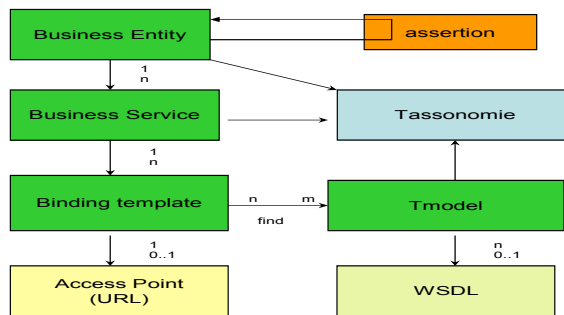 Business Entity
assertion
1
n
Business Service
Tassonomie
1
n
Binding template
n
m
find
Tmodel
1
0..1
n
0..1
Access Point
(URL)
WSDL